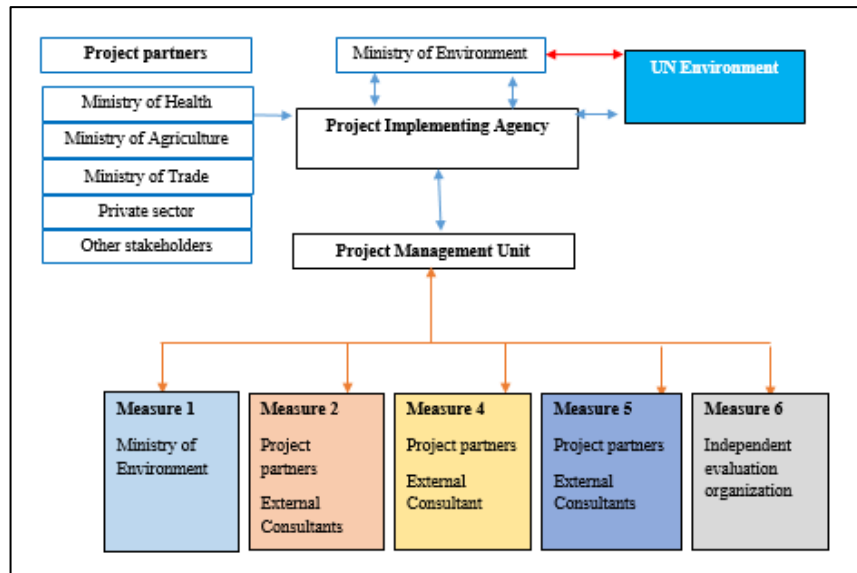 Project partners
Ministry of Environment
UN Environment
Ministry of Health
Ministry of Agriculture
Ministry of Trade
Private sector
Other stakeholders
Project Implementing Agency
Project Management Unit
Measure 1
Ministry of
Environment
Measure 2
Project
partners
External
Consultants
Measure 4
Project partners
External
Consultant
Measure 5
Project partners
External
Consultants
Measure 6
Independent
evaluation
organization